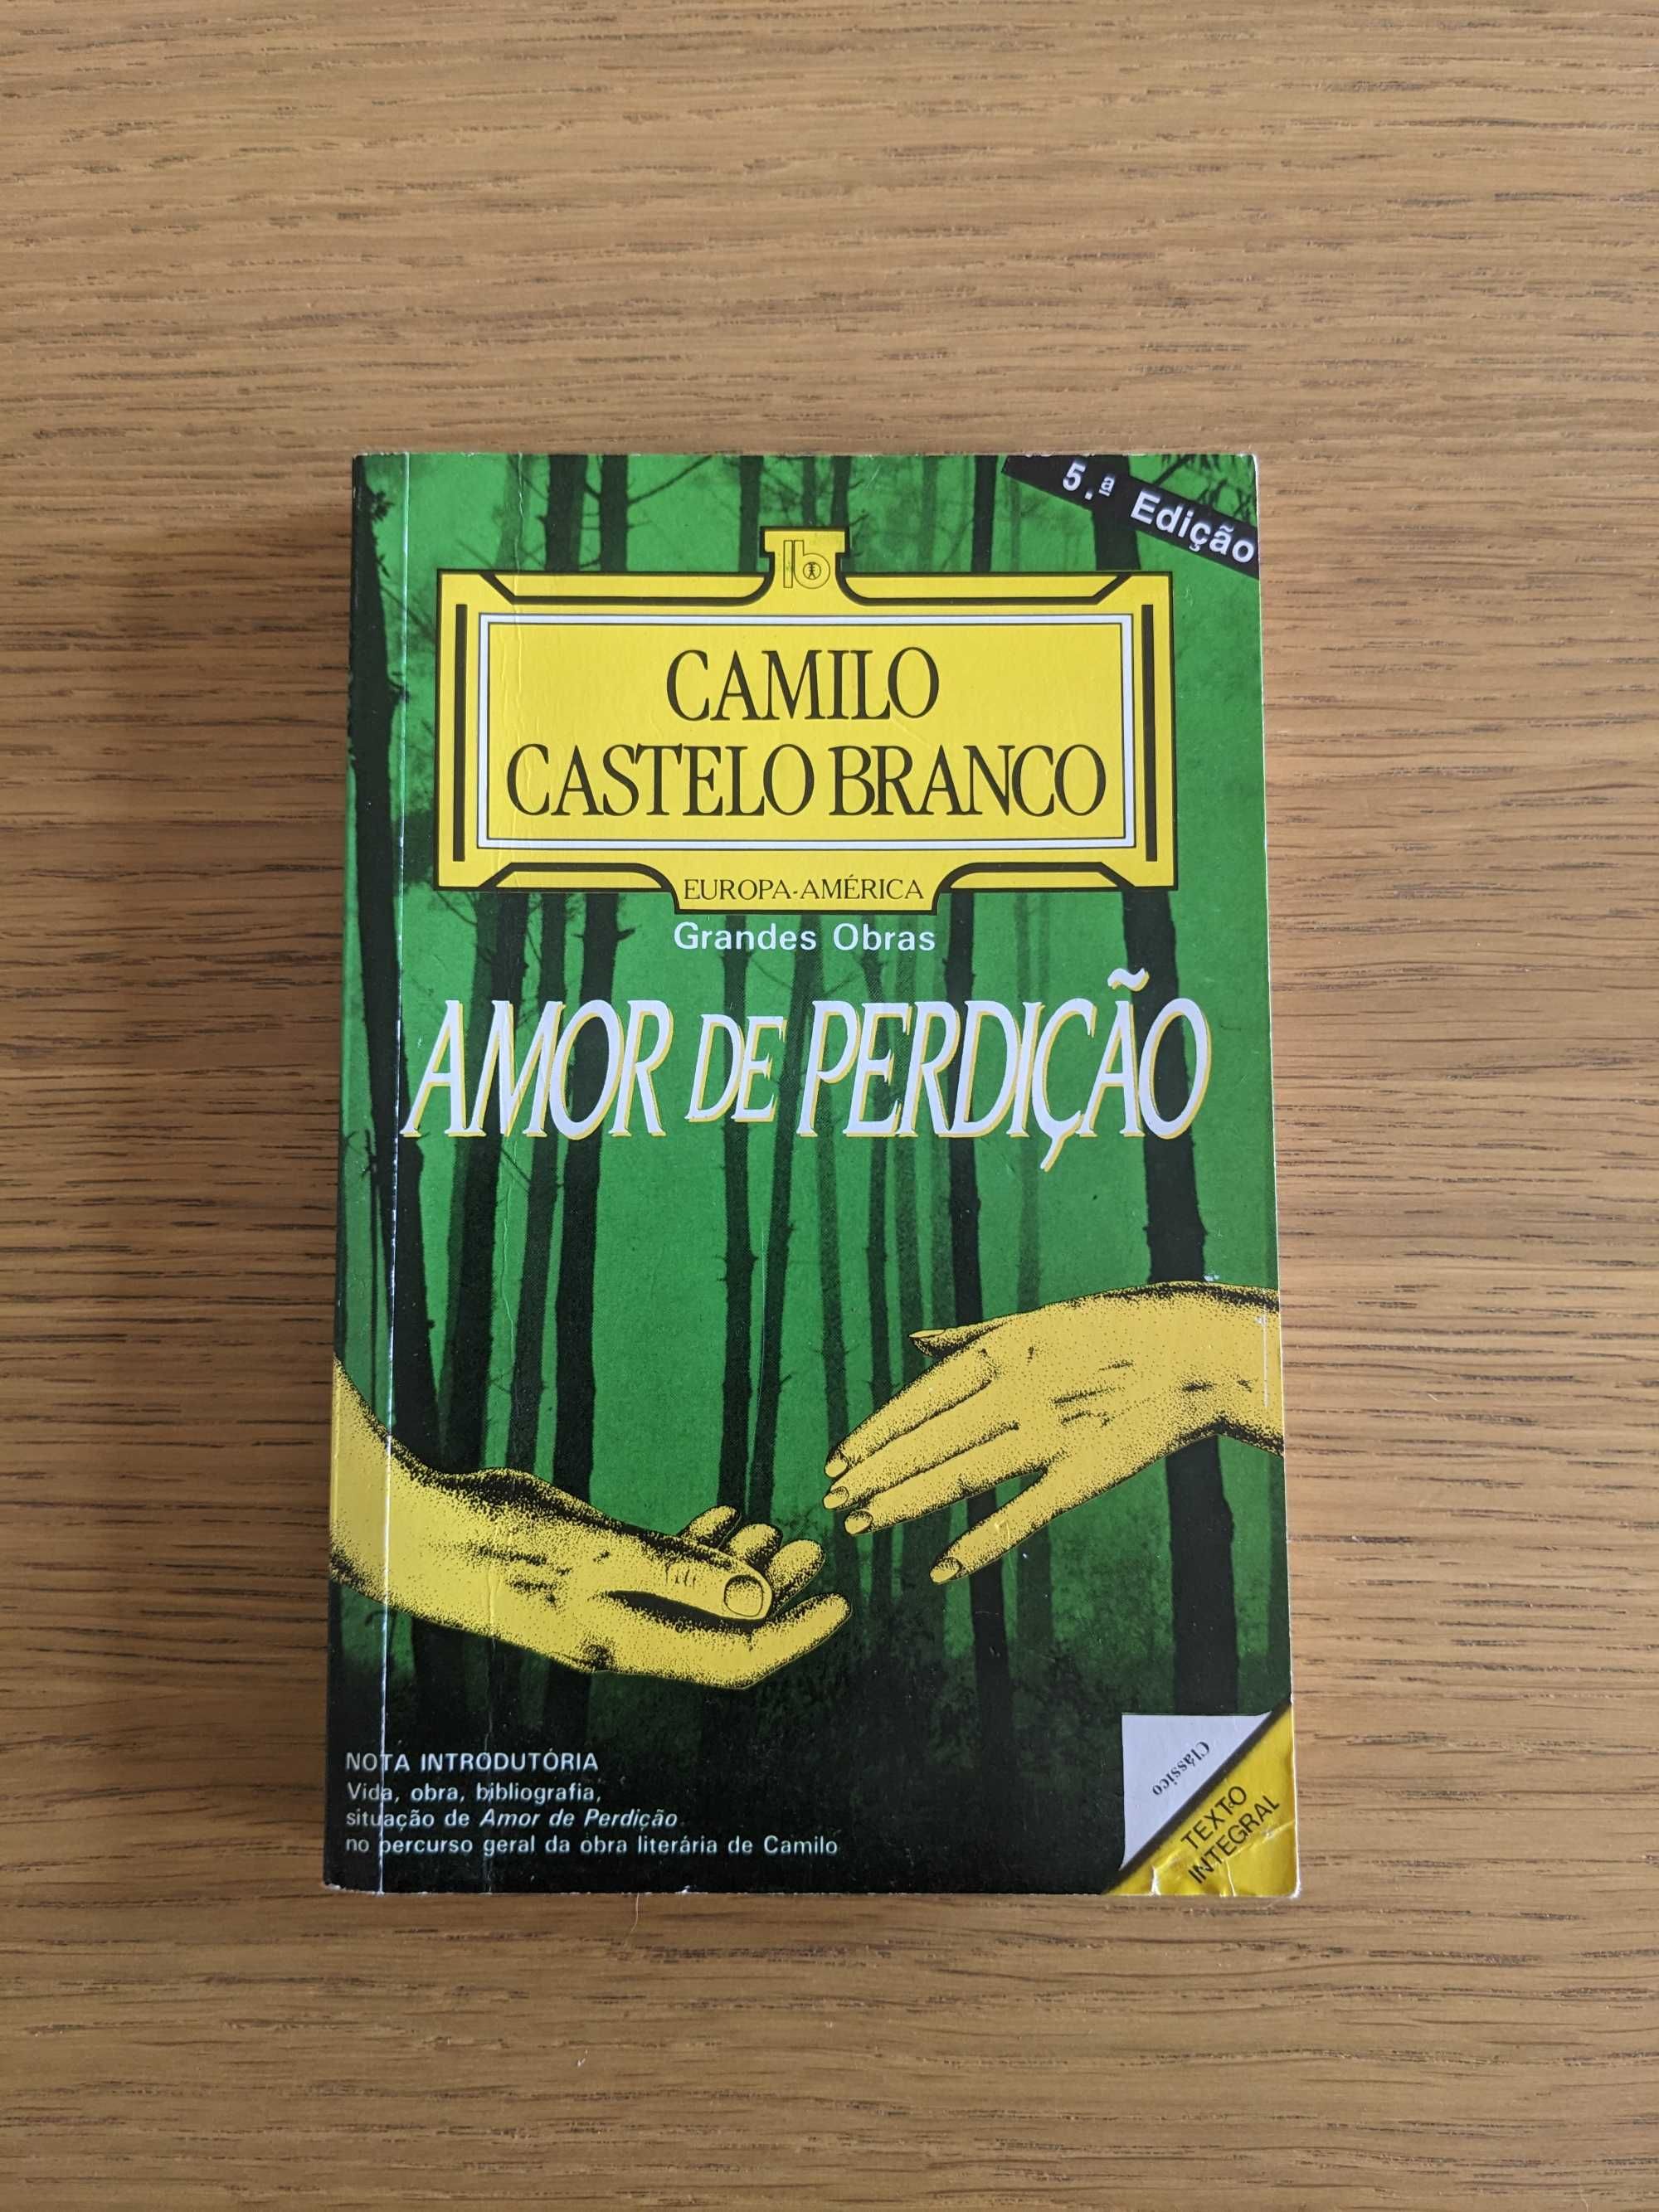 5.ª Edição
lb
CAMILO
CASTELO BRANCO
EUROPA-AMÉRICA
Grandes Obras
AMOR DE PERDIÇÃO
NOTA INTRODUTÓRIA
Vida, obra, bibliografia,
situação de Amor de Perdição
no percurso geral da obra literária de Camilo
Clássico
TEXTO
INTEGRAL